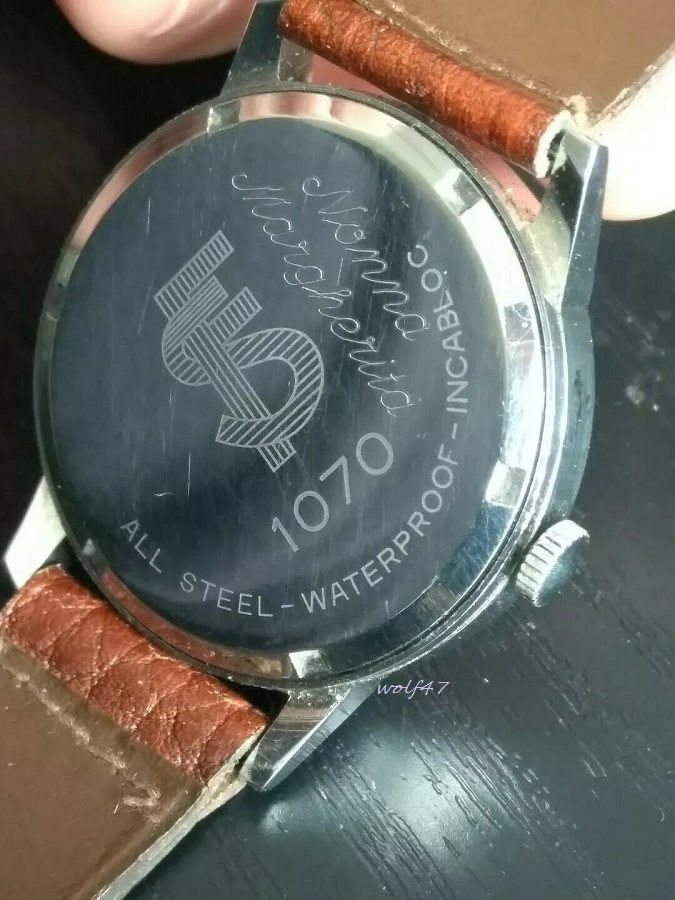 Nonna
Margherita
1070
ALL STEEL-WATERPROOF-INCABLOC
wolf47